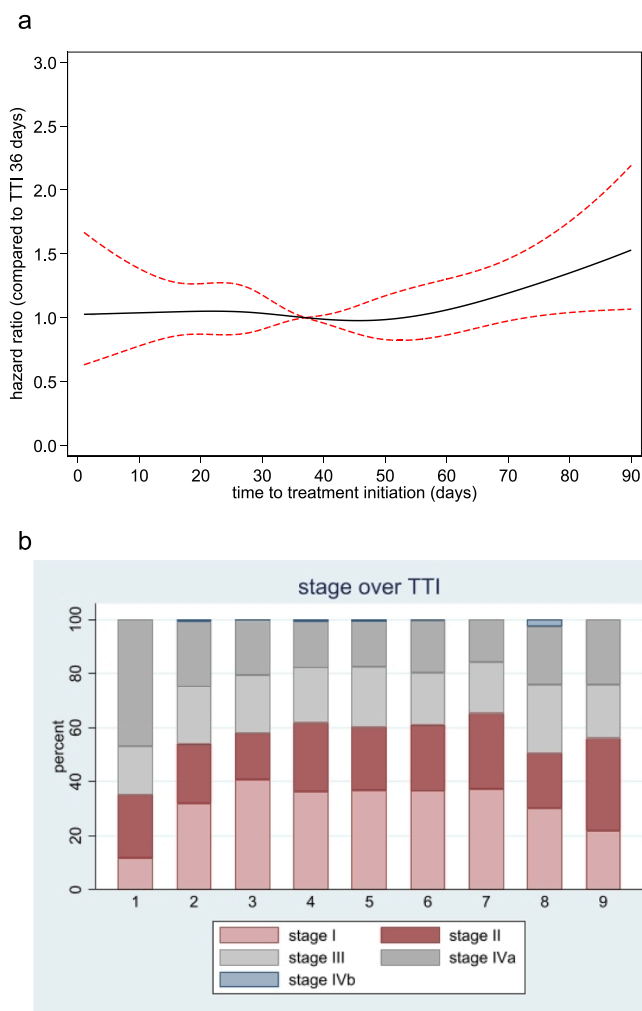 a
3.0
2.5
2.0
1.5
1.0
0.5
0.0
hazard ratio (compared to TTI 36 days)
0 10 20 30 40 50 60 70 80 90
time to treatment initiation (days)
b
stage over TTI
100
80
60
40
20
0
percent
1 2 3 4 5 6 7 8 9
stage I stage II
stage III stage IVa
stage IVb